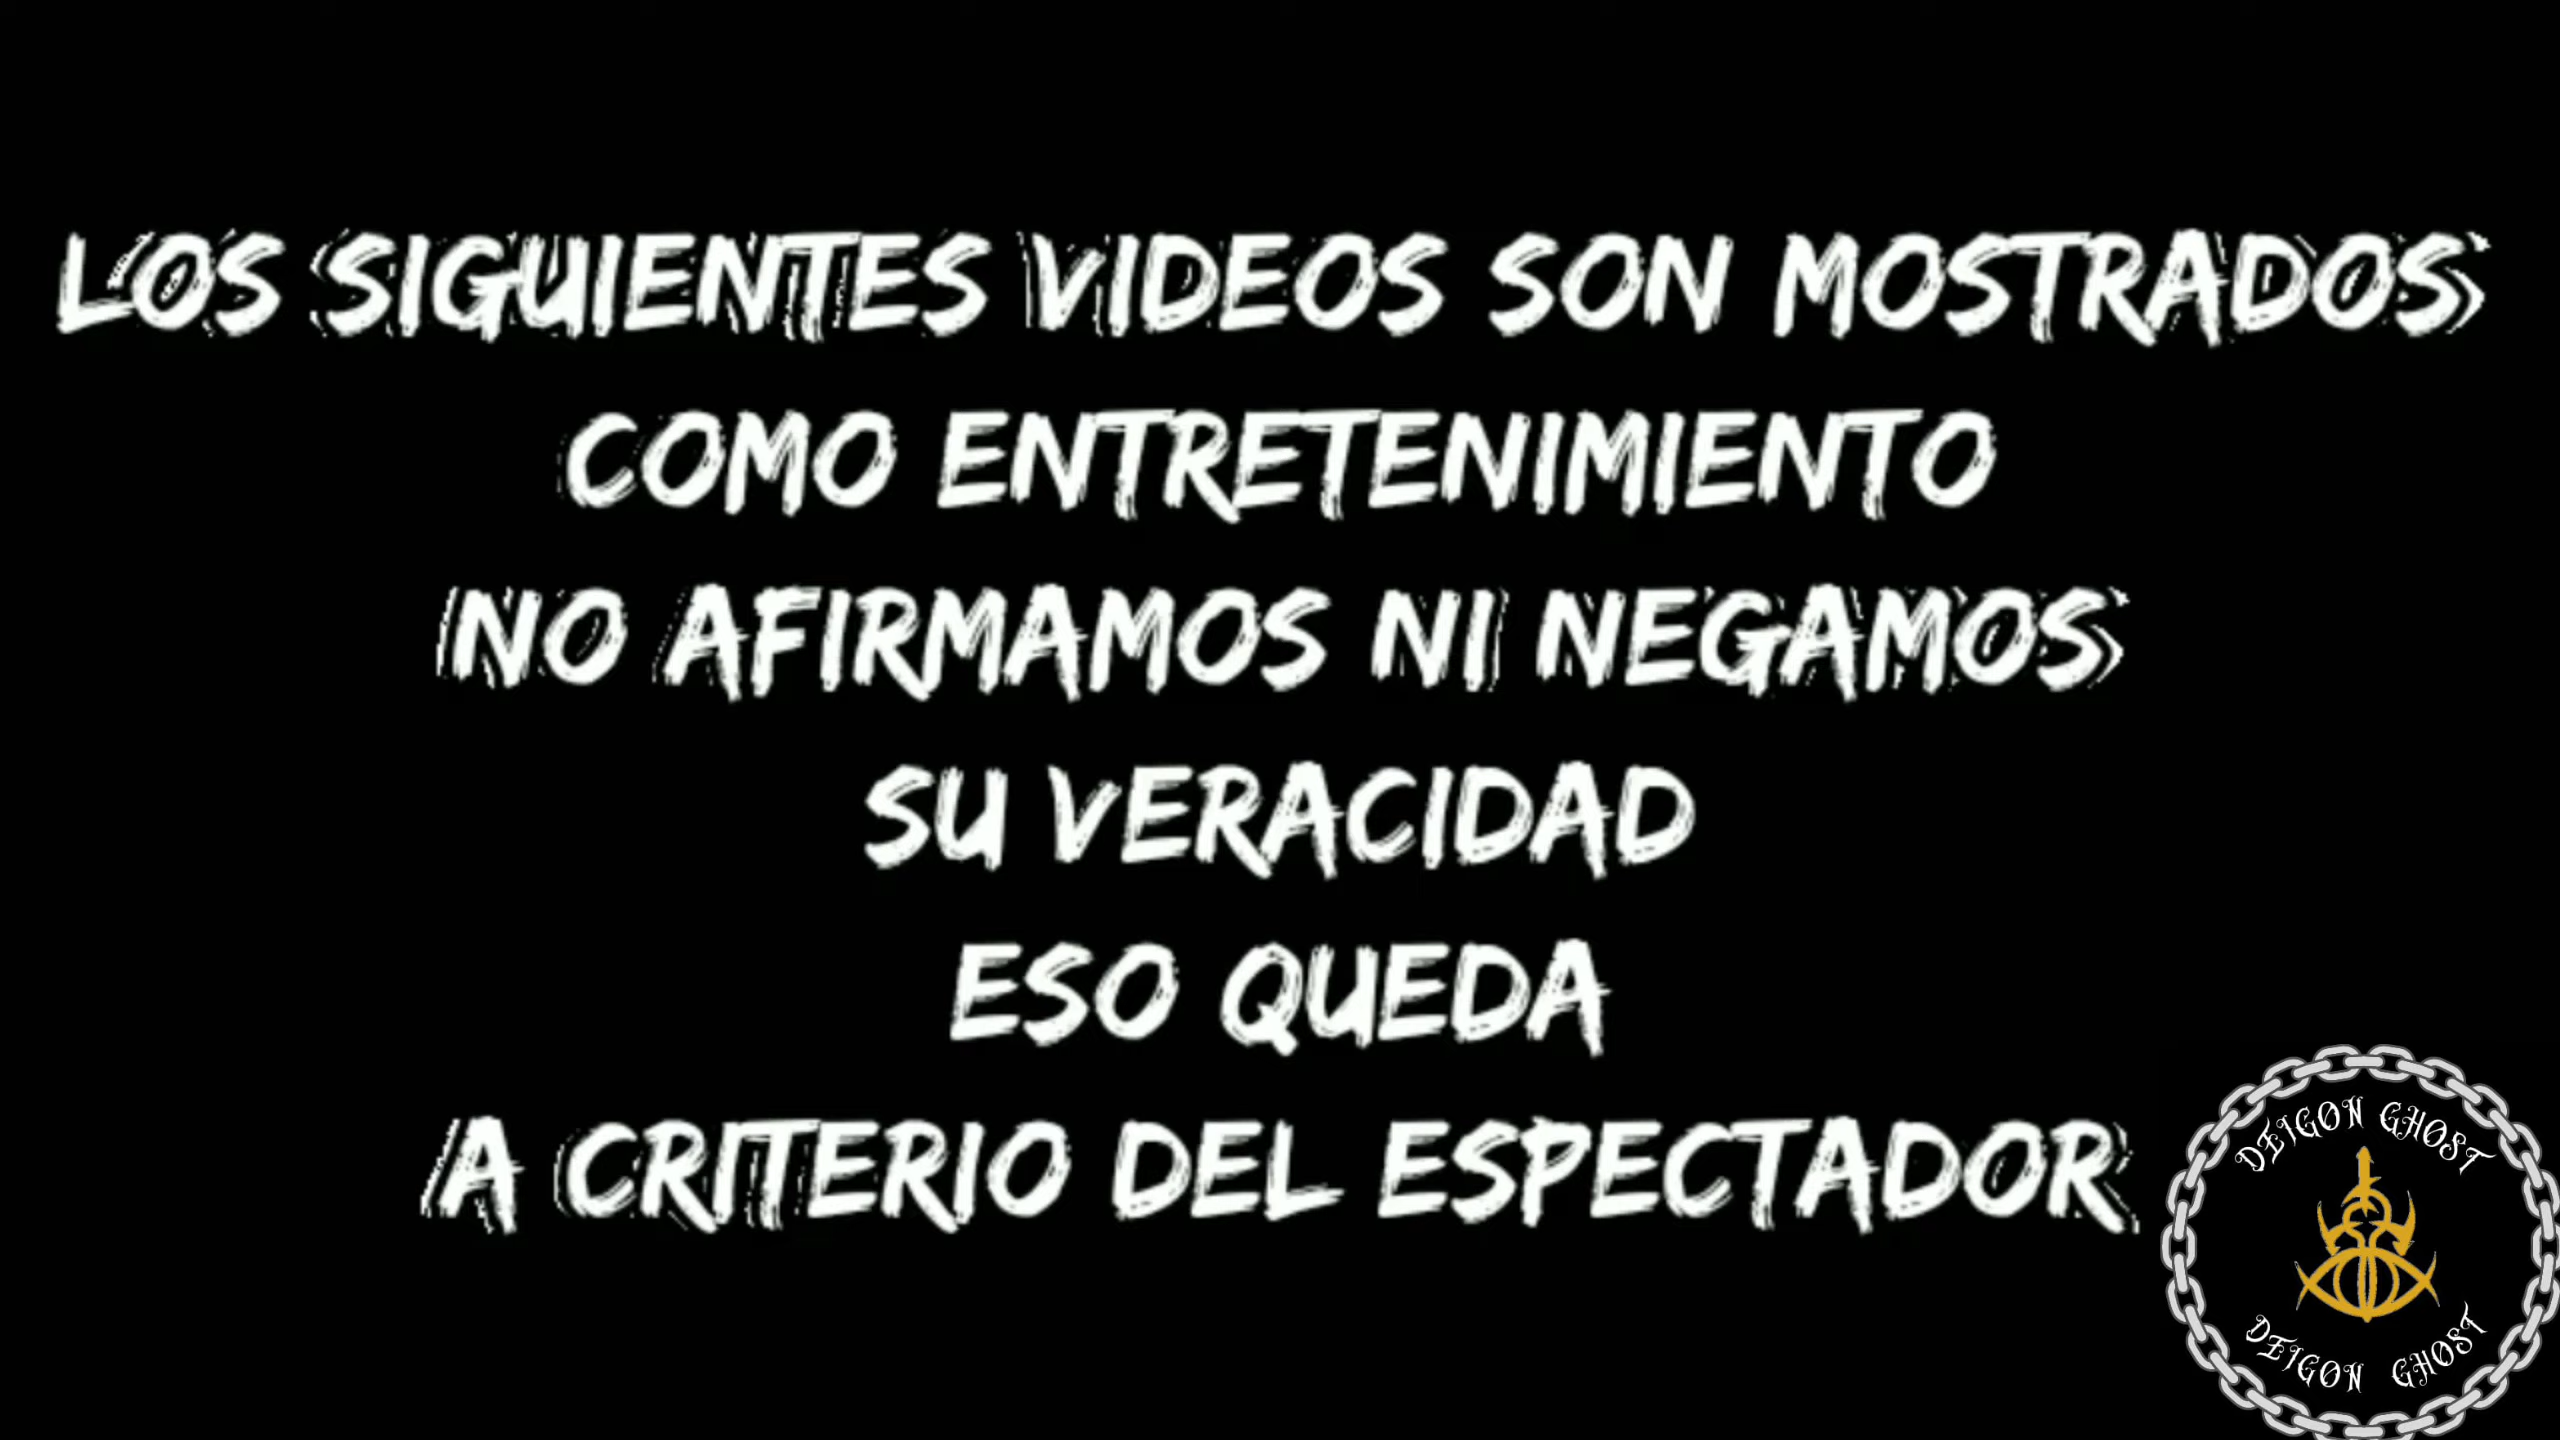 LOS SIGUIENTES VIDEOS SON MOSTRADOS
COMO ENTRETENIMIENTO
NO AFIRMAMOS NI NEGAMOS
SU VERACIDAD
ESO QUEDA
A CRITERIO DEL ESPECTADOR
DEIGON GHOST
DEIGON GHOST